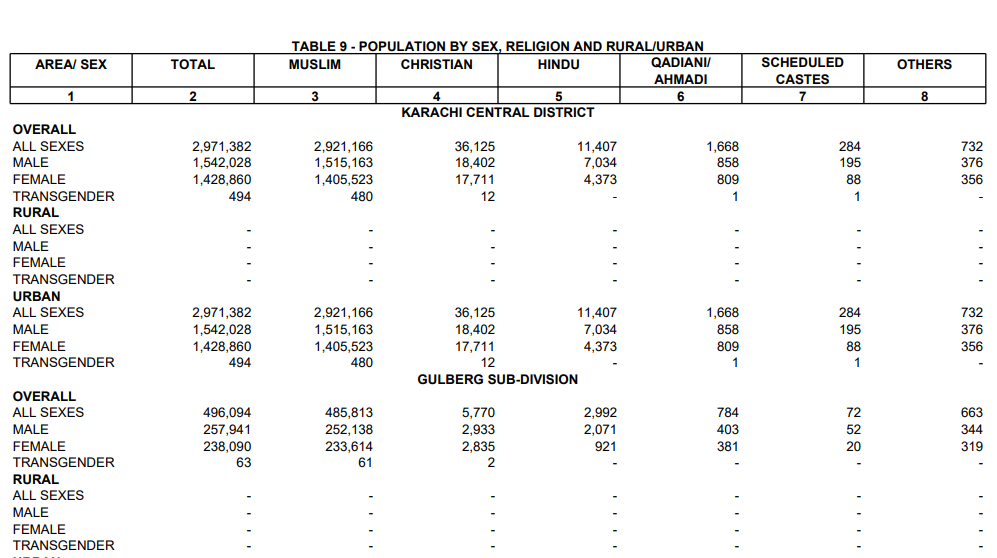 TABLE 9 - POPULATION BY SEX, RELIGION AND RURAL/URBAN
AREA/ SEX TOTAL MUSLIM CHRISTIAN HINDU QADIANI/ AHMADI SCHEDULED CASTES OTHERS
1 2 3 4 5 6 7 8
KARACHI CENTRAL DISTRICT
OVERALL
ALL SEXES 2,971,382 2,921,166 36,125 11,407 1,668 284 732
MALE 1,542,028 1,515,163 18,402 7,034 858 195 376
FEMALE 1,428,860 1,405,523 17,711 4,373 809 88 356
TRANSGENDER 494 480 12 - 1 1 -
RURAL
ALL SEXES - - - - - - -
MALE - - - - - - -
FEMALE - - - - - - -
TRANSGENDER - - - - - - -
URBAN
ALL SEXES 2,971,382 2,921,166 36,125 11,407 1,668 284 732
MALE 1,542,028 1,515,163 18,402 7,034 858 195 376
FEMALE 1,428,860 1,405,523 17,711 4,373 809 88 356
TRANSGENDER 494 480 12 - 1 1 -
GULBERG SUB-DIVISION
OVERALL
ALL SEXES 496,094 485,813 5,770 2,992 784 72 663
MALE 257,941 252,138 2,933 2,071 403 52 344
FEMALE 238,090 233,614 2,835 921 381 20 319
TRANSGENDER 63 61 2 - - - -
RURAL
ALL SEXES - - - - - - -
MALE - - - - - - -
FEMALE - - - - - - -
TRANSGENDER - - - - - - -